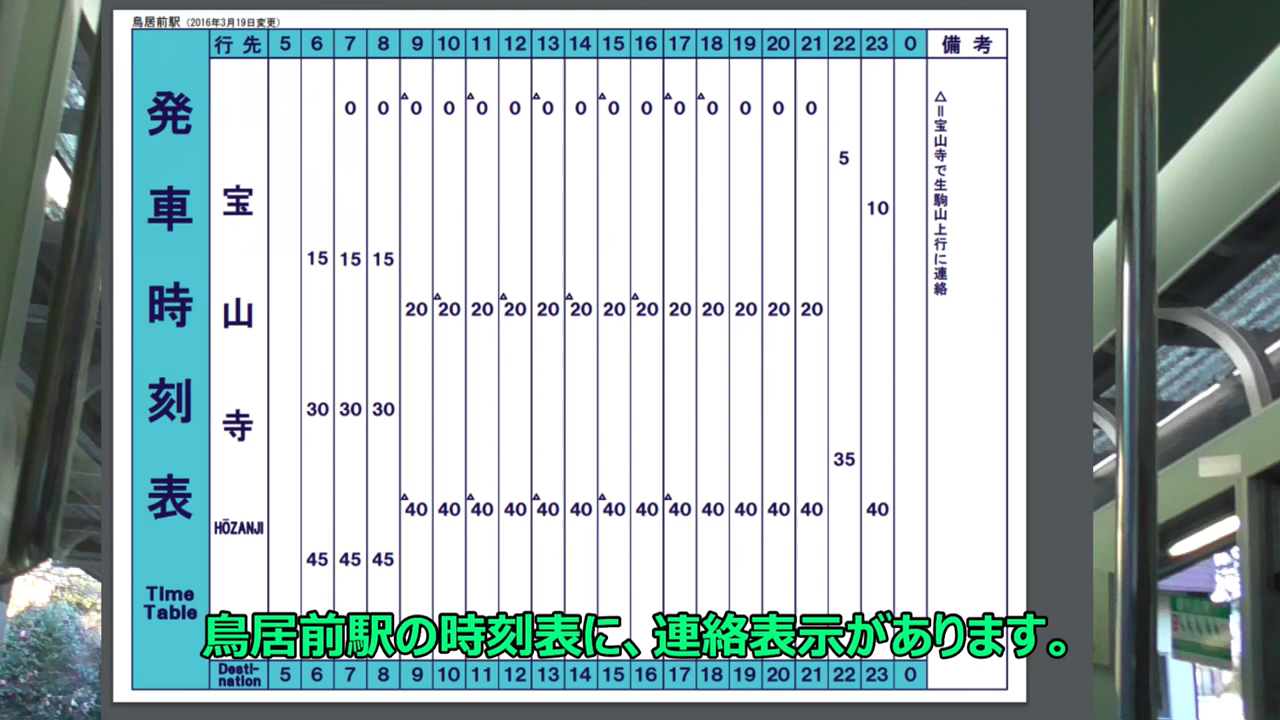 鳥居前駅（2016年3月19日変更）
行先 5 6 7 8 9 10 11 12 13 14 15 16 17 18 19 20 21 22 23 0 備考
発車時刻表
Time
Table
宝山寺
HŌZANJI
0 0 △0 0 △0 0 △0 0 △0 0 △0 △0 0 0 0
5
10
15 15 15
20 △20 20 △20 20 △20 20 △20 20 20 20 20 20
30 30 30
35
△40 40 △40 40 △40 40 △40 40 △40 40 40 40 40 40
45 45 45
△＝宝山寺で生駒山上行に連絡
鳥居前駅の時刻表に、連絡表示があります。
Desti-
nation
5 6 7 8 9 10 11 12 13 14 15 16 17 18 19 20 21 22 23 0